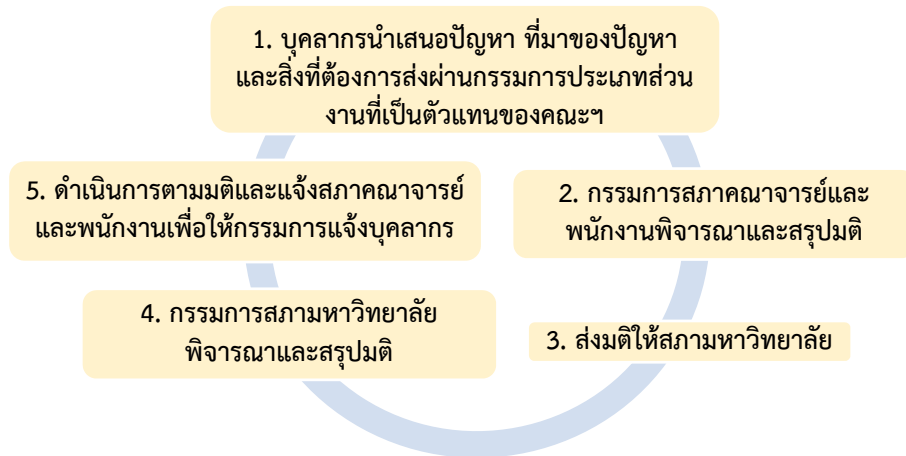 1. บุคลากรนำเสนอปัญหา ที่มาของปัญหา
และสิ่งที่ต้องการส่งผ่านกรรมการประเภทส่วน
งานที่เป็นตัวแทนของคณะฯ
2. กรรมการสภาคณาจารย์และ
พนักงานพิจารณาและสรุปมติ
3. ส่งมติให้สภามหาวิทยาลัย
4. กรรมการสภามหาวิทยาลัย
พิจารณาและสรุปมติ
5. ดำเนินการตามมติและแจ้งสภาคณาจารย์
และพนักงานเพื่อให้กรรมการแจ้งบุคลากร